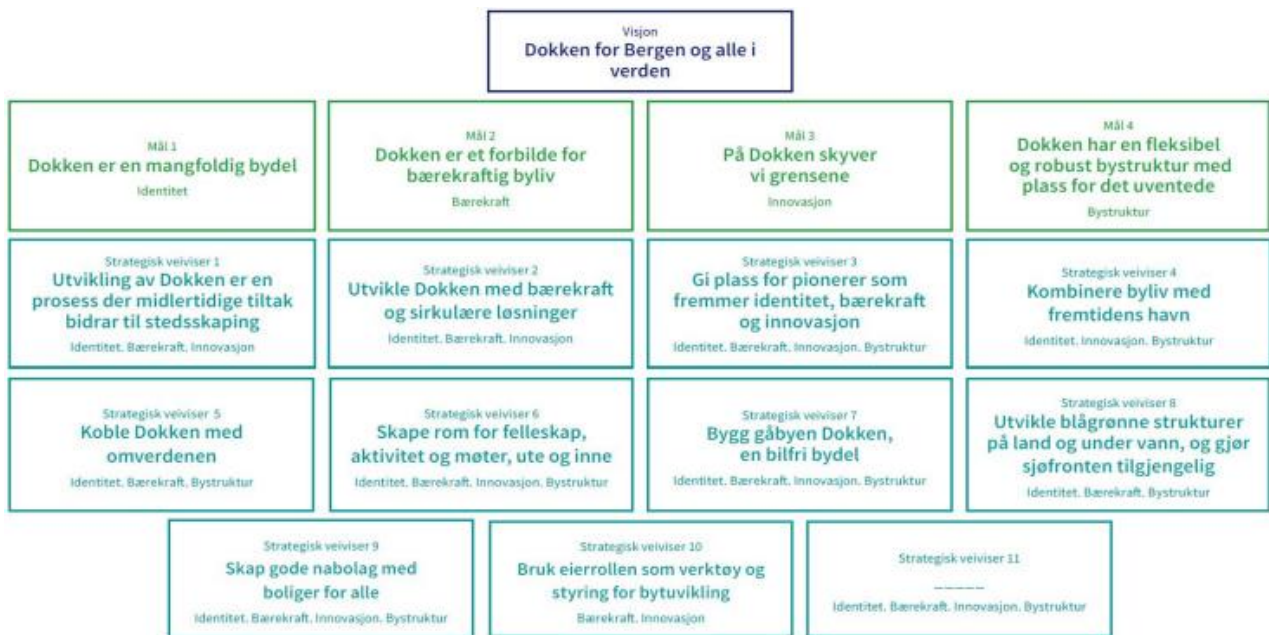 Visjon
Dokken for Bergen og alle i
verden
Mål 1
Dokken er en mangfoldig bydel
Identitet
Mål 2
Dokken er et forbilde for
bærekraftig byliv
Bærekraft
Mål 3
På Dokken skyver
vi grensene
Innovasjon
Mål 4
Dokken har en fleksibel
og robust bystruktur med
plass for det uventede
Bystruktur
Strategisk veiviser 1
Utvikling av Dokken er en
prosess der midlertidige tiltak
bidrar til stedsskaping
Identitet. Bærekraft. Innovasjon
Strategisk veiviser 2
Utvikle Dokken med bærekraft
og sirkulære løsninger
Identitet. Bærekraft. Innovasjon
Strategisk veiviser 3
Gi plass for pionerer som
fremmer identitet, bærekraft
og innovasjon
Identitet. Bærekraft. Innovasjon. Bystruktur
Strategisk veiviser 4
Kombinere byliv med
fremtidens havn
Identitet. Innovasjon. Bystruktur
Strategisk veiviser 5
Koble Dokken med
omverdenen
Identitet. Bærekraft. Bystruktur
Strategisk veiviser 6
Skape rom for felleskap,
aktivitet og møter, ute og inne
Identitet. Bærekraft. Innovasjon. Bystruktur
Strategisk veiviser 7
Bygg gåbyen Dokken,
en bilfri bydel
Identitet. Bærekraft. Innovasjon. Bystruktur
Strategisk veiviser 8
Utvikle blågrønne strukturer
på land og under vann, og gjør
sjøfronten tilgjengelig
Identitet. Bærekraft. Bystruktur
Strategisk veiviser 9
Skap gode nabolag med
boliger for alle
Identitet. Bærekraft. Innovasjon. Bystruktur
Strategisk veiviser 10
Bruk eierrollen som verktøy og
styring for bytuvikling
Bærekraft. Innovasjon
Strategisk veiviser 11
_____
Identitet. Bærekraft. Innovasjon. Bystruktur